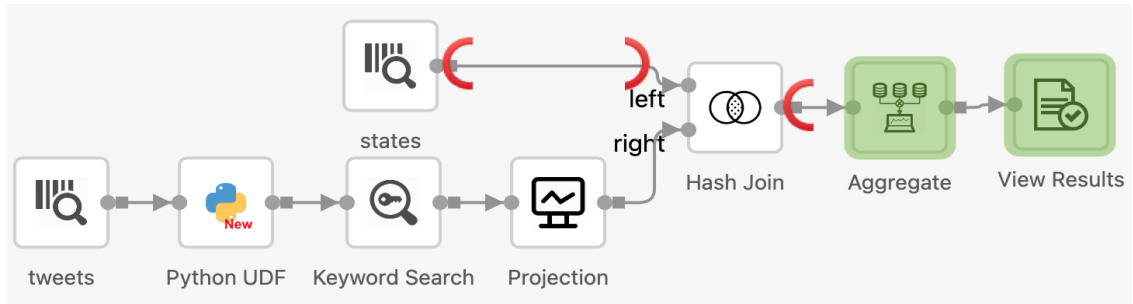 left
states
right
Hash Join
Aggregate
View Results
New
tweets
Python UDF
Keyword Search
Projection